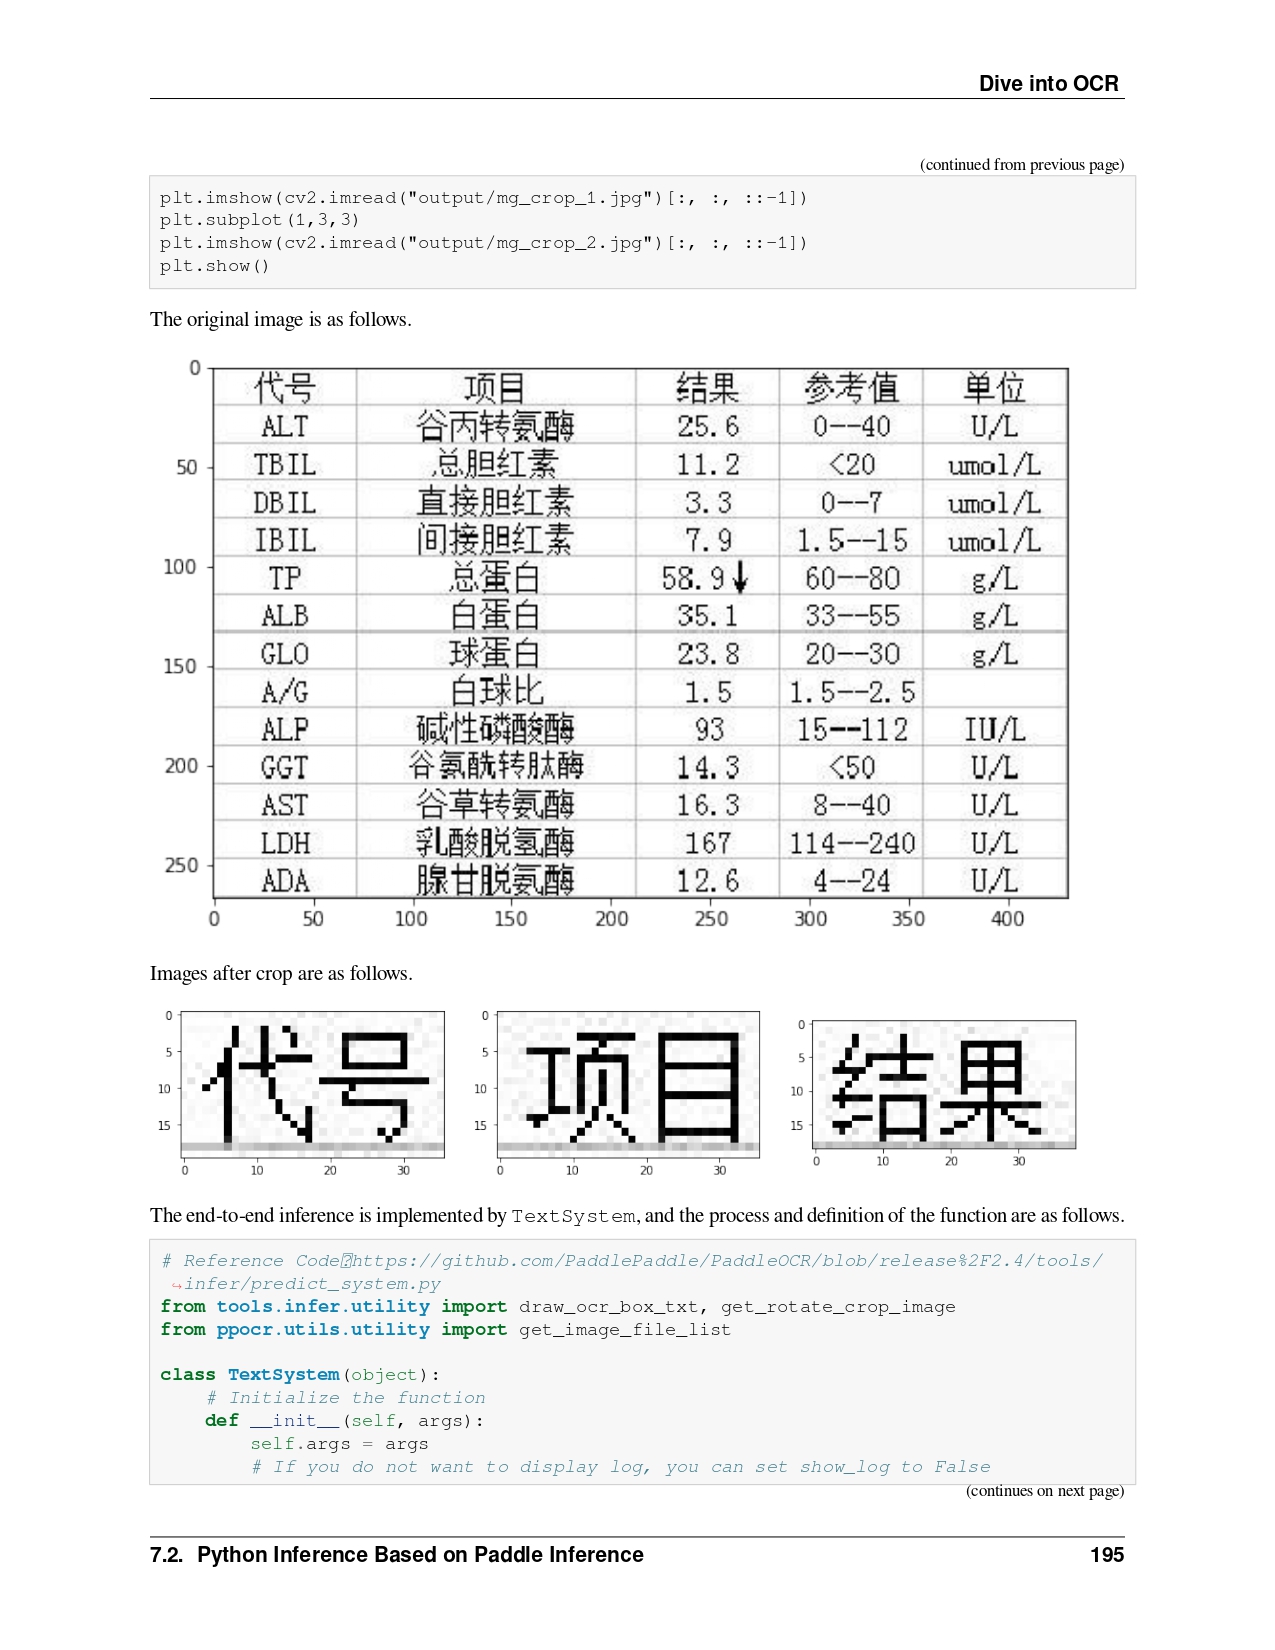 Dive into OCR
(continued from previous page)
plt.imshow(cv2.imread("output/mg_crop_1.jpg")[:, :, ::-1])
plt.subplot(1,3,3)
plt.imshow(cv2.imread("output/mg_crop_2.jpg")[:, :, ::-1])
plt.show()
The original image is as follows.
0
50
100
150
200
250
代号 项目 结果 参考值 单位
ALT 谷丙转氨酶 25.6 0--40 U/L
TBIL 总胆红素 11.2 <20 umol/L
DBIL 直接胆红素 3.3 0--7 umol/L
IBIL 间接胆红素 7.9 1.5--15 umol/L
TP 总蛋白 58.9↓ 60--80 g/L
ALB 白蛋白 35.1 33--55 g/L
GLO 球蛋白 23.8 20--30 g/L
A/G 白球比 1.5 1.5--2.5
ALP 碱性磷酸酶 93 15--112 IU/L
GGT 谷氨酰转肽酶 14.3 <50 U/L
AST 谷草转氨酶 16.3 8--40 U/L
LDH 乳酸脱氢酶 167 114--240 U/L
ADA 腺甘脱氨酶 12.6 4--24 U/L
0 50 100 150 200 250 300 350 400
Images after crop are as follows.
0
5
10
15
代号
0 10 20 30
0
5
10
15
项目
0 10 20 30
0
5
10
15
结果
0 10 20 30
The end-to-end inference is implemented by TextSystem, and the process and definition of the function are as follows.
# Reference Code⍰https://github.com/PaddlePaddle/PaddleOCR/blob/release%2F2.4/tools/
↪infer/predict_system.py
from tools.infer.utility import draw_ocr_box_txt, get_rotate_crop_image
from ppocr.utils.utility import get_image_file_list
class TextSystem(object):
# Initialize the function
def __init__(self, args):
self.args = args
# If you do not want to display log, you can set show_log to False
(continues on next page)
7.2. Python Inference Based on Paddle Inference 195